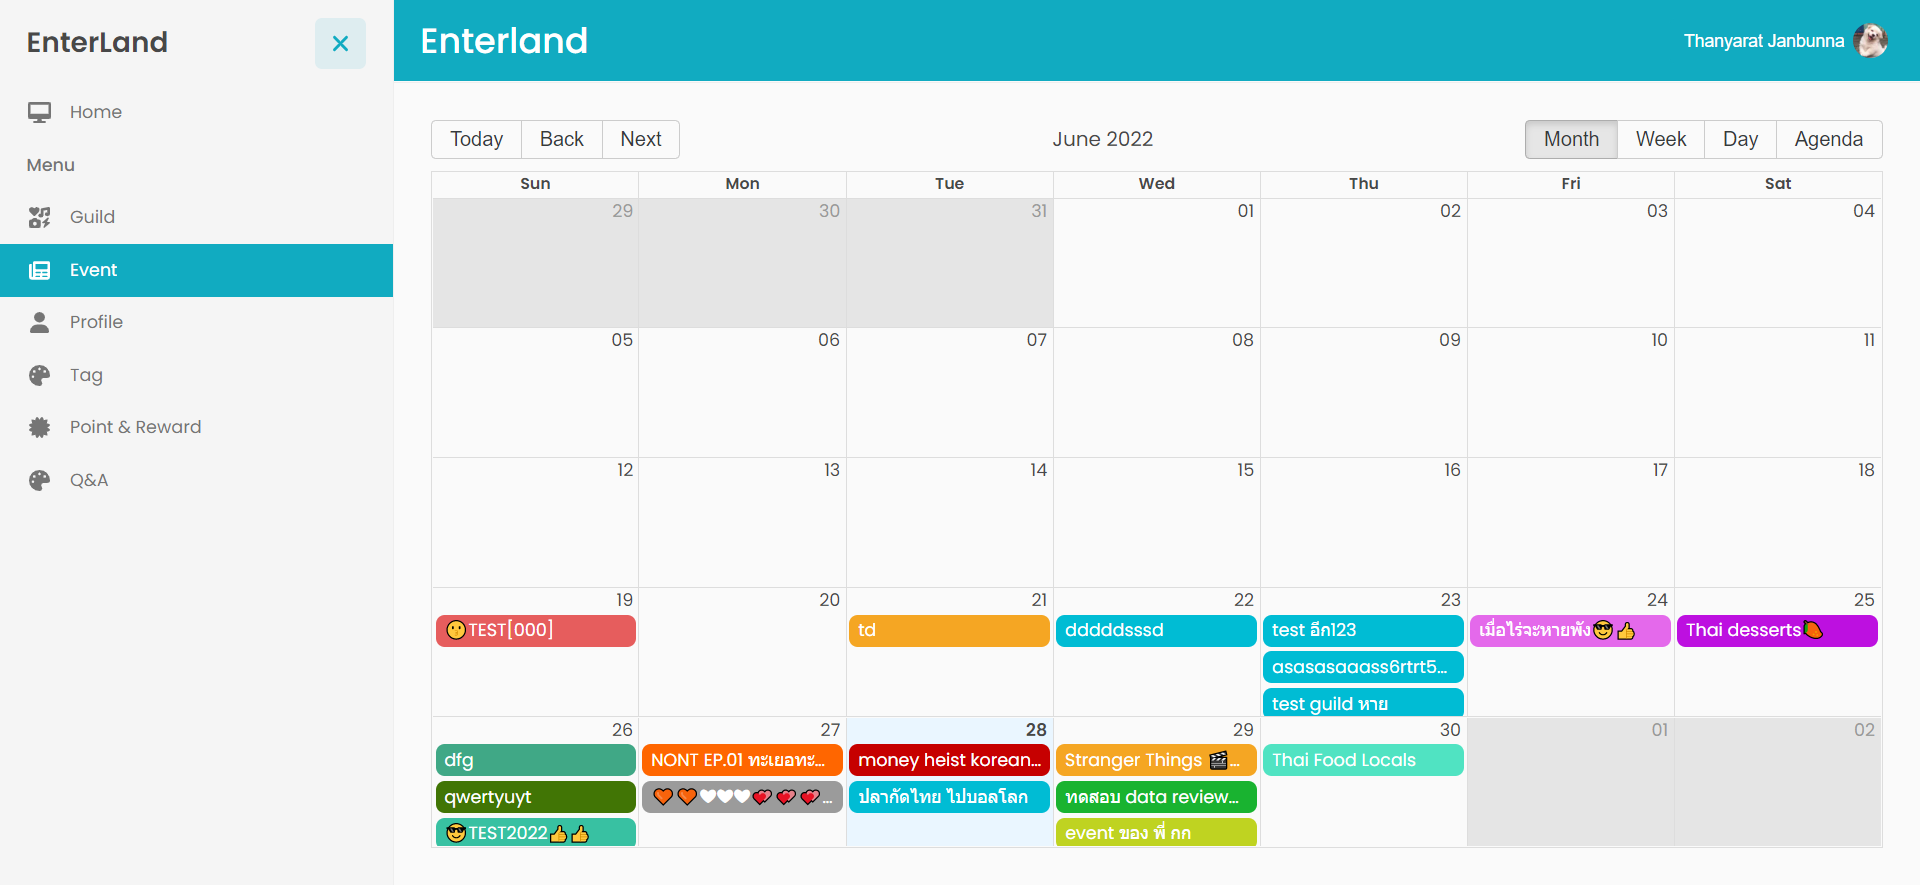 EnterLand
Home
Menu
Guild
Event
Profile
Tag
Point & Reward
Q&A
Enterland
Thanyarat Janbunna
Today Back Next
June 2022
Month Week Day Agenda
Sun Mon Tue Wed Thu Fri Sat
29 30 31 01 02 03 04
05 06 07 08 09 10 11
12 13 14 15 16 17 18
19 20 21 22 23 24 25
😗TEST[000] td dddddsssd test อีก123 เมื่อไร่จะหายพัง😎👍 Thai desserts🥭
asasasaaass6rtrt5...
test guild หาย
26 27 28 29 30 01 02
dfg NONT EP.01 ทะเยอทะ... money heist korean... Stranger Things 🎬... Thai Food Locals
qwertyuyt 🧡🧡🤍🤍🤍💕💕💕... ปลากัดไทย ไปบอลโลก ทดสอบ data review...
😎TEST2022👍👍 event ของ พี่ กก